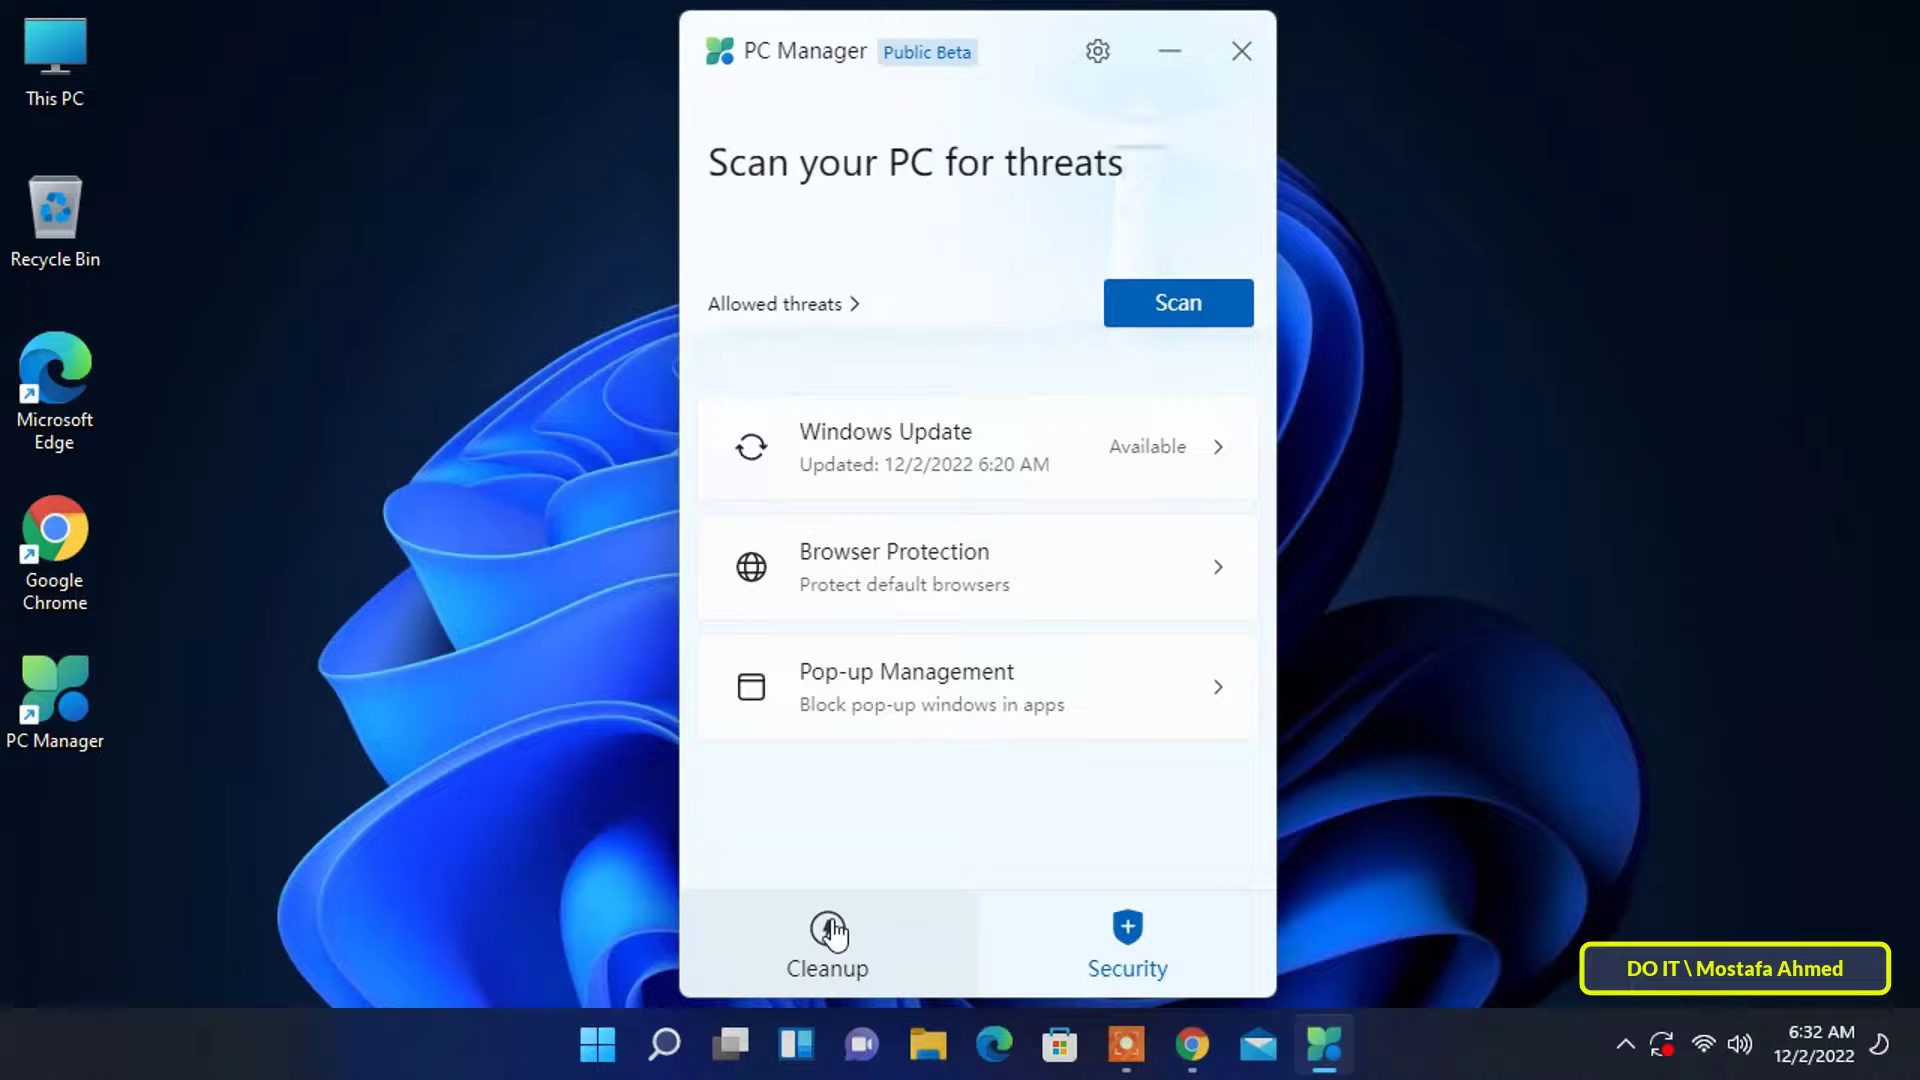 This PC
Recycle Bin
Microsoft
Edge
Google
Chrome
PC Manager
PC Manager Public Beta
Scan your PC for threats
Allowed threats
Scan
Windows Update
Updated: 12/2/2022 6:20 AM
Available
Browser Protection
Protect default browsers
Pop-up Management
Block pop-up windows in apps
Cleanup
Security
DO IT \ Mostafa Ahmed
6:32 AM
12/2/2022